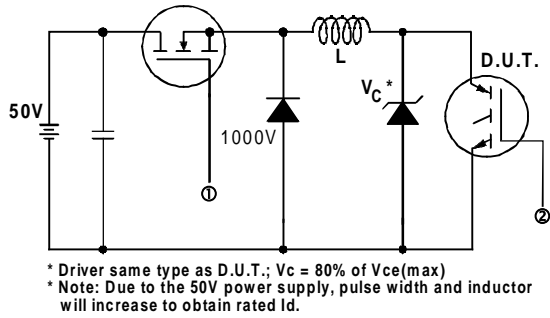 D.U.T.
L
V_C *
50V
1000V
①
②
* Driver same type as D.U.T.; Vc = 80% of Vce(max)
* Note: Due to the 50V power supply, pulse width and inductor
will increase to obtain rated Id.